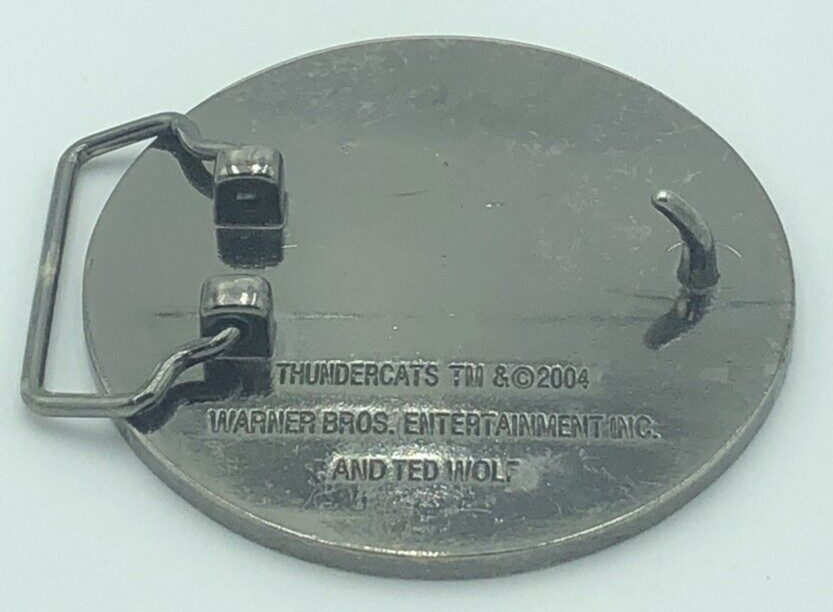 THUNDERCATS TM &©2004
WARNER BROS. ENTERTAINMENT INC.
AND TED WOLF